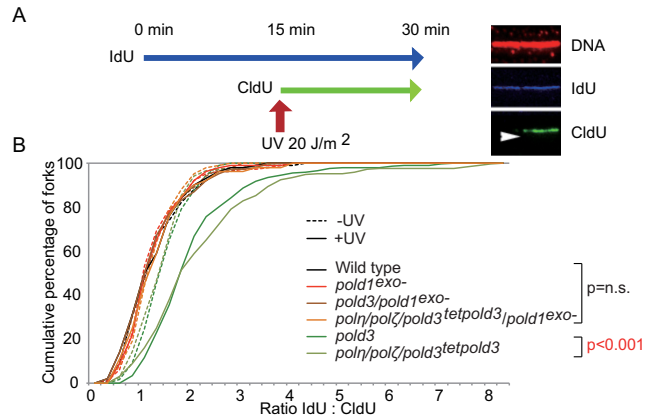 A
0 min 15 min 30 min
IdU
CldU
UV 20 J/m 2
DNA
IdU
CldU
B
Cumulative percentage of forks
100
80
60
40
20
0
0 1 2 3 4 5 6 7 8
Ratio IdU : CldU
-UV
+UV
Wild type
pold1exo-
pold3/pold1exo-
polη/polζ/pold3tetpold3/pold1exo-
pold3
polη/polζ/pold3tetpold3
p=n.s.
p<0.001